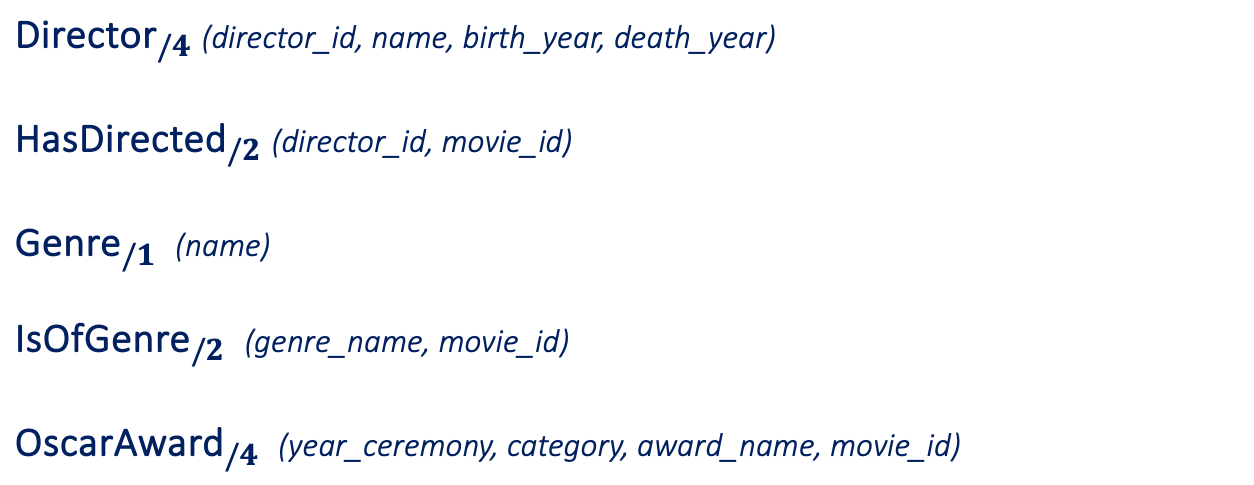 Director/4 (director_id, name, birth_year, death_year)
HasDirected/2 (director_id, movie_id)
Genre/1 (name)
IsOfGenre/2 (genre_name, movie_id)
OscarAward/4 (year_ceremony, category, award_name, movie_id)